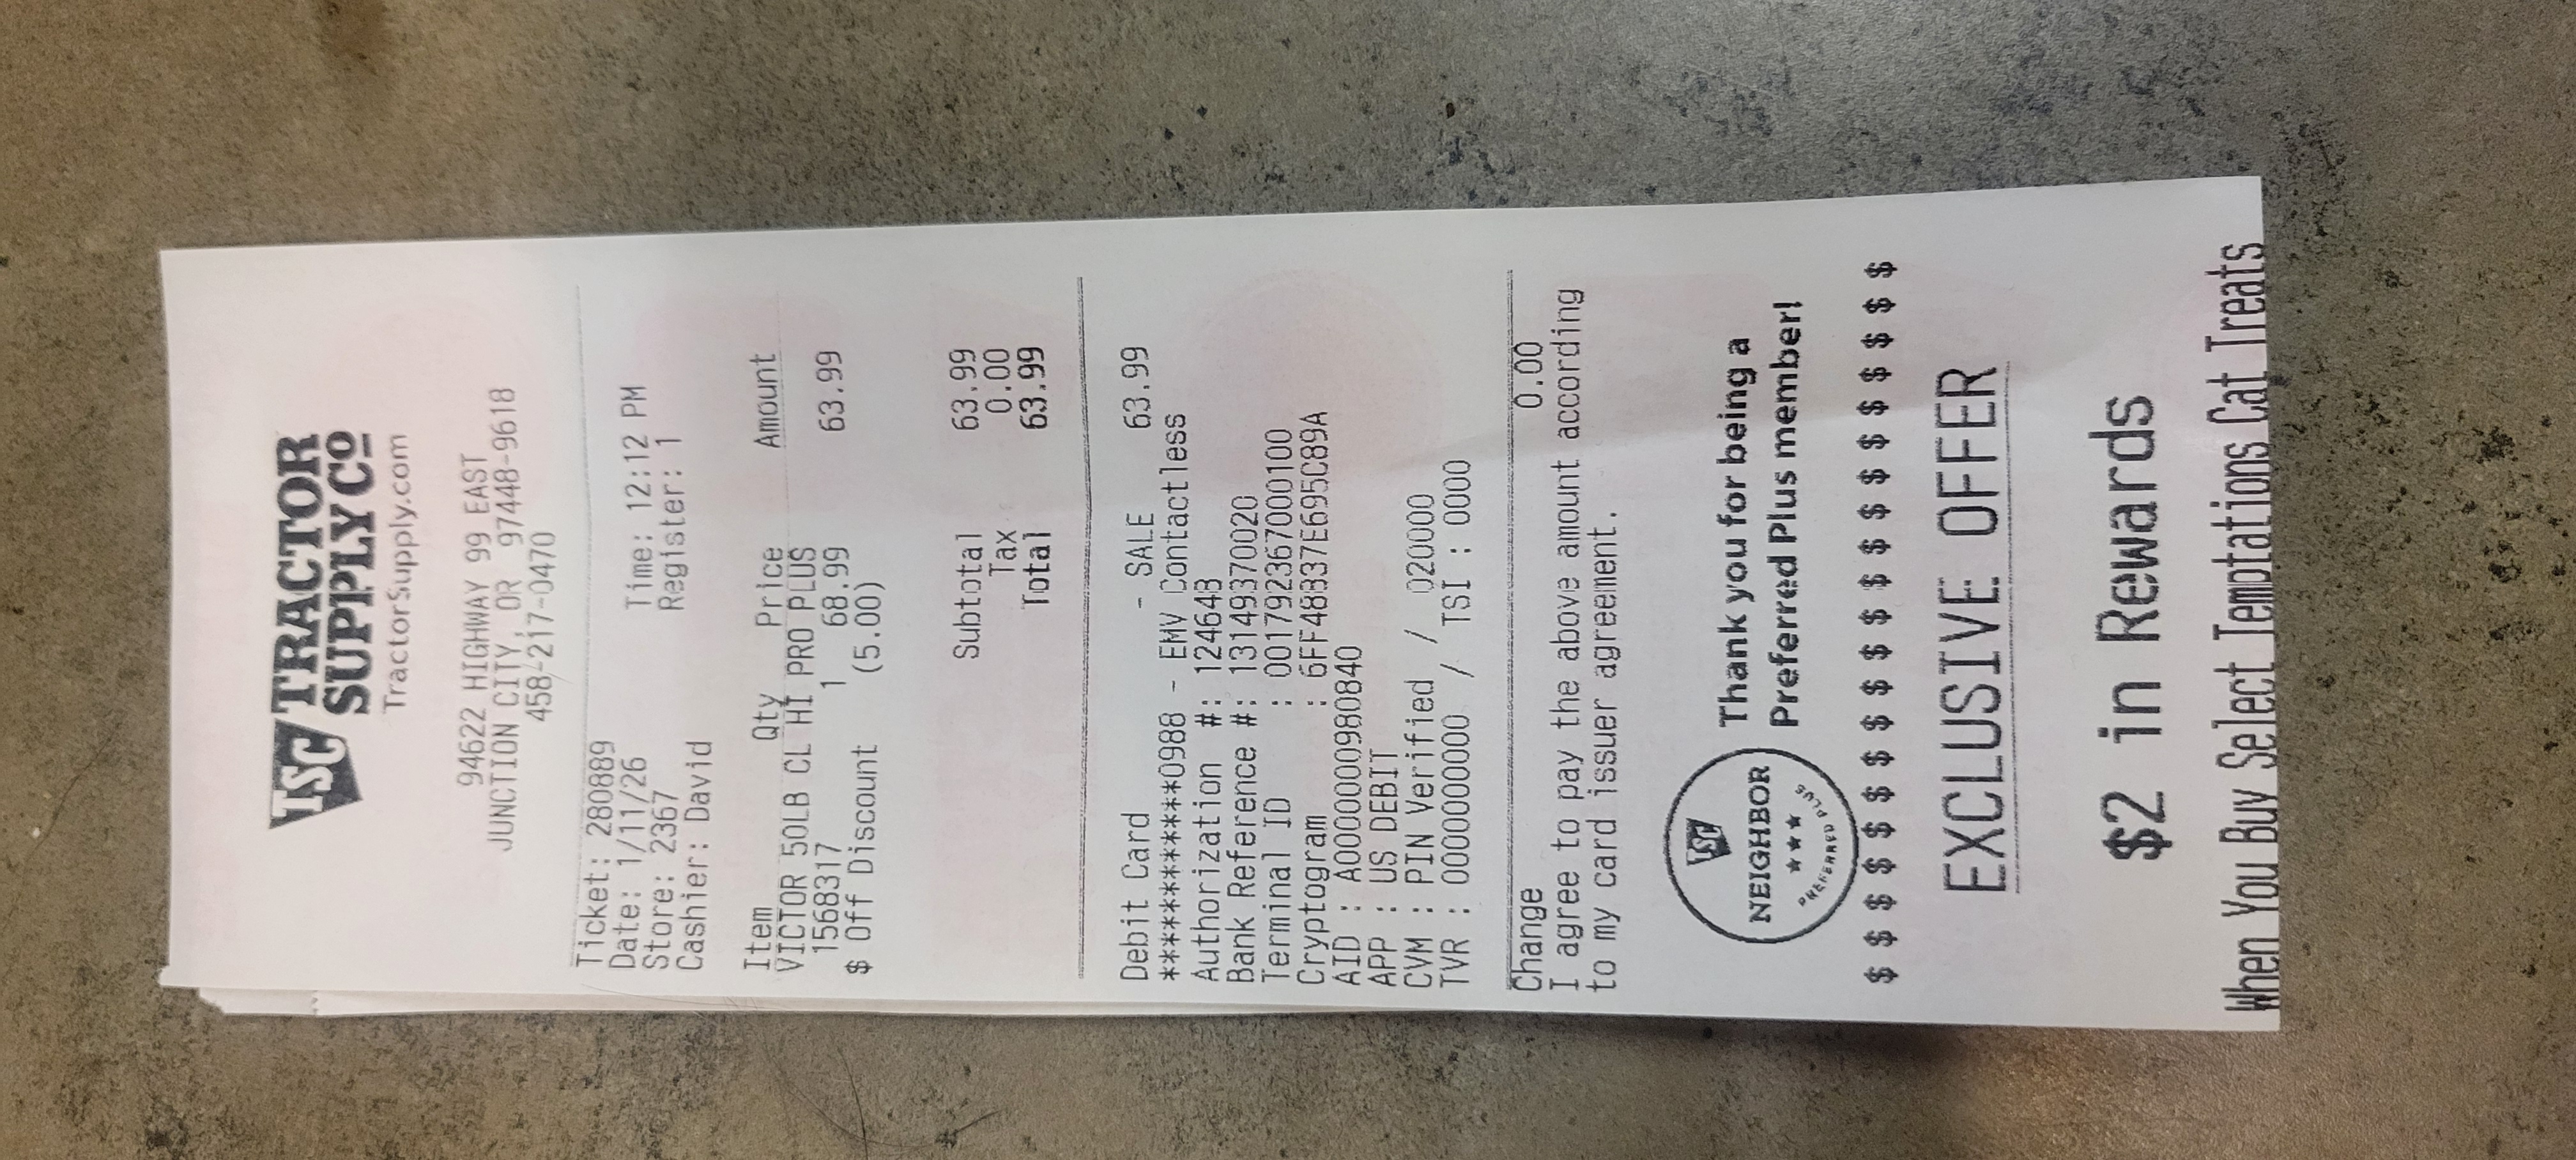 TSC TRACTOR
SUPPLY CO
TractorSupply.com
94622 HIGHWAY 99 EAST
JUNCTION CITY, OR 97448-9618
458-217-0470
Ticket: 280889
Date: 1/11/26 Time: 12:12 PM
Store: 2367 Register: 1
Cashier: David
Item Qty Price Amount
VICTOR 50LB CL HI PRO PLUS
1568317 1 68.99 63.99
$ Off Discount (5.00)
Subtotal 63.99
Tax 0.00
Total 63.99
Debit Card - SALE 63.99
************0988 - EMV Contactless
Authorization #: 12464B
Bank Reference #: 13149370020
Terminal ID : 001792367000100
Cryptogram : 6FF48B37E695C89A
AID : A0000000980840
APP : US DEBIT
CVM : PIN Verified / 020000
TVR : 0000000000 / TSI : 0000
Change 0.00
I agree to pay the above amount according
to my card issuer agreement.
TSC
NEIGHBOR
★★★★
PREFERRED PLUS
Thank you for being a
Preferred Plus member!
$ $ $ $ $ $ $ $ $ $ $ $ $ $ $ $ $ $ $ $ $
EXCLUSIVE OFFER
$2 in Rewards
When You Buy Select Temptations Cat Treats